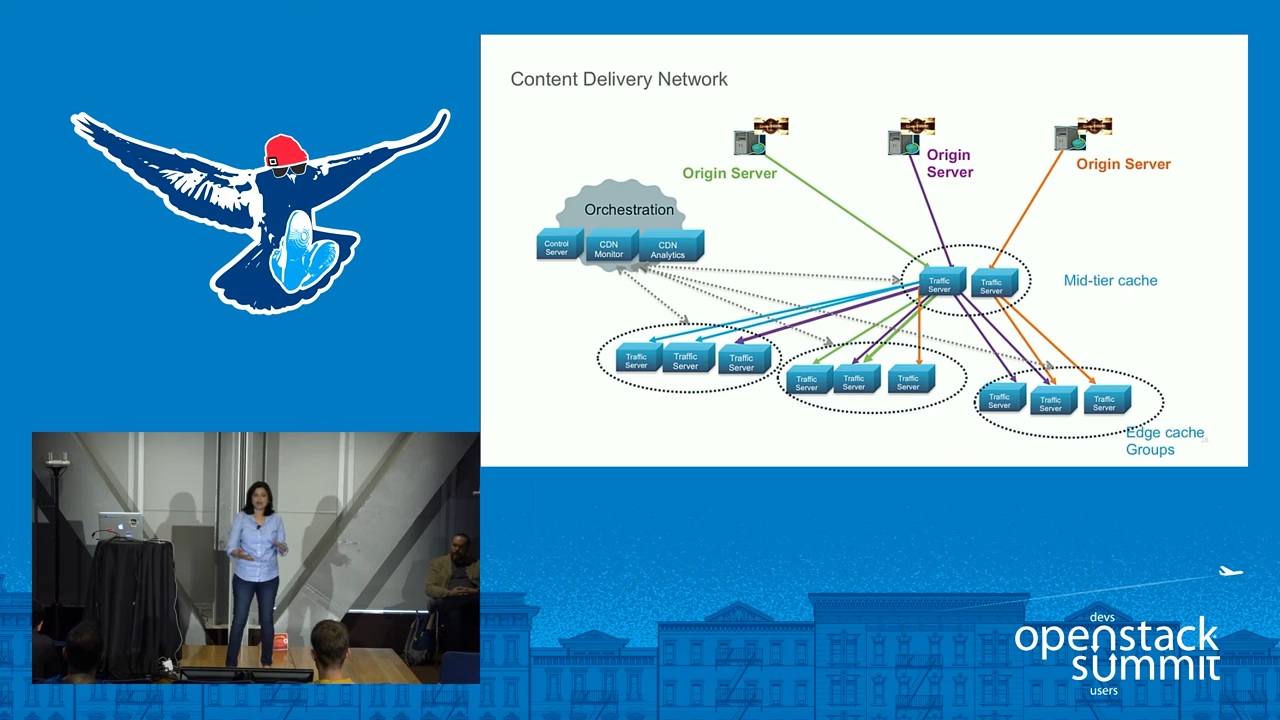 Content Delivery Network
Origin Server
Origin
Server
Origin Server
Orchestration
Control
Server
CDN
Monitor
CDN
Analytics
Traffic
Server
Traffic
Server
Mid-tier cache
Traffic
Server
Traffic
Server
Traffic
Server
Traffic
Server
Traffic
Server
Traffic
Server
Traffic
Server
Traffic
Server
Traffic
Server
Edge cache
Groups
devs
openstack
summit
users